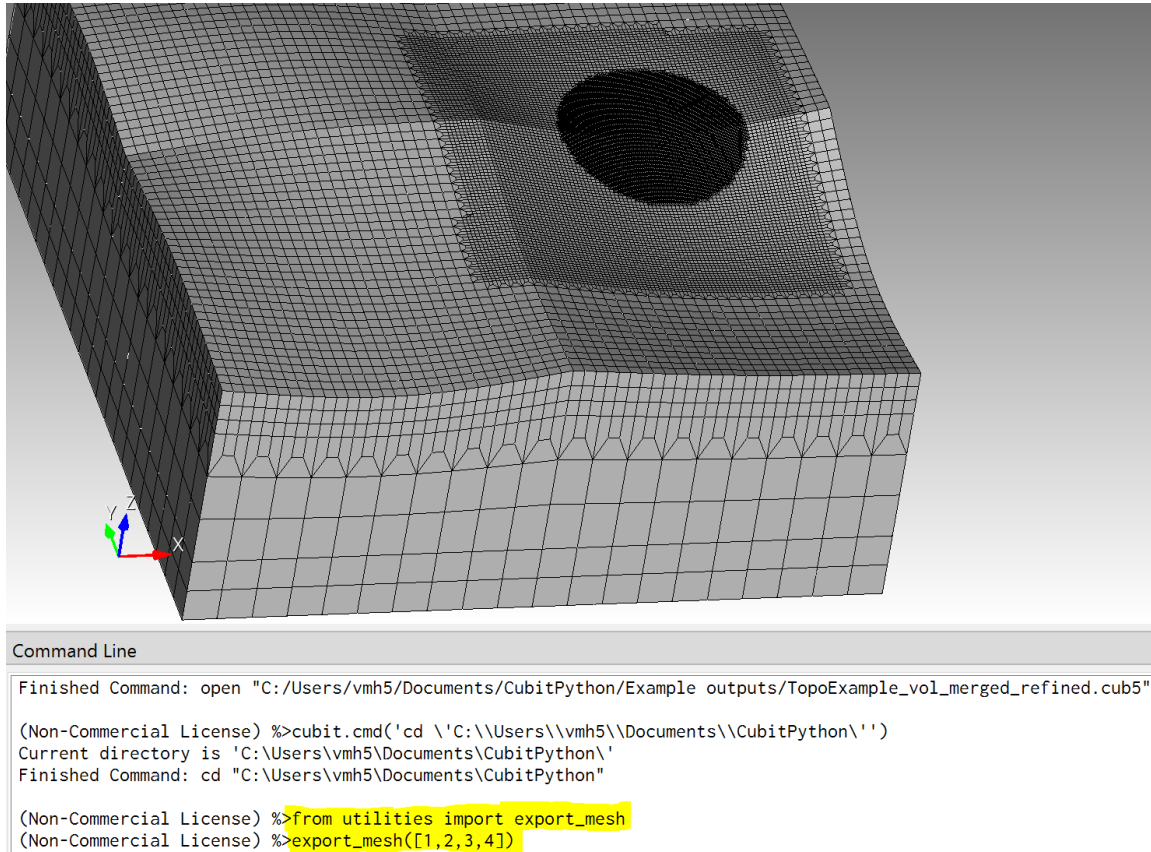 Y Z
X
Command Line
Finished Command: open "C:/Users/vmh5/Documents/CubitPython/Example outputs/TopoExample_vol_merged_refined.cub5"
(Non-Commercial License) %>cubit.cmd('cd \'C:\\Users\\vmh5\\Documents\\CubitPython\'')
Current directory is 'C:\Users\vmh5\Documents\CubitPython\'
Finished Command: cd "C:\Users\vmh5\Documents\CubitPython"
(Non-Commercial License) %>from utilities import export_mesh
(Non-Commercial License) %>export_mesh([1,2,3,4])